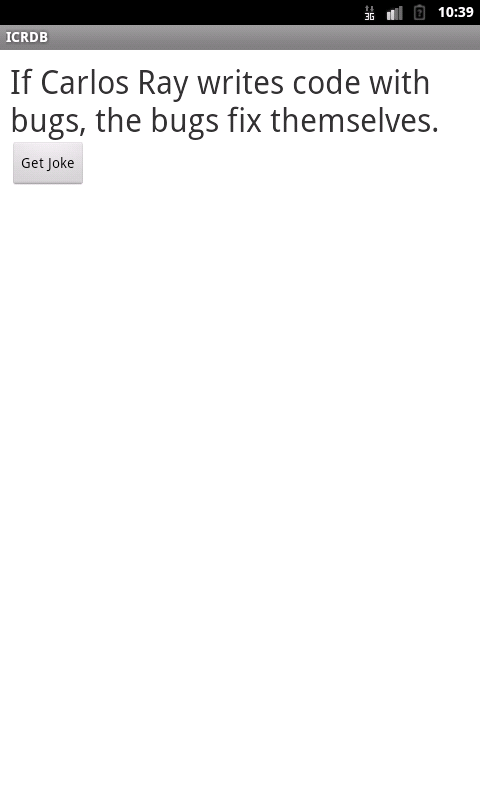 3G 10:39
ICRDB
If Carlos Ray writes code with
bugs, the bugs fix themselves.
Get Joke